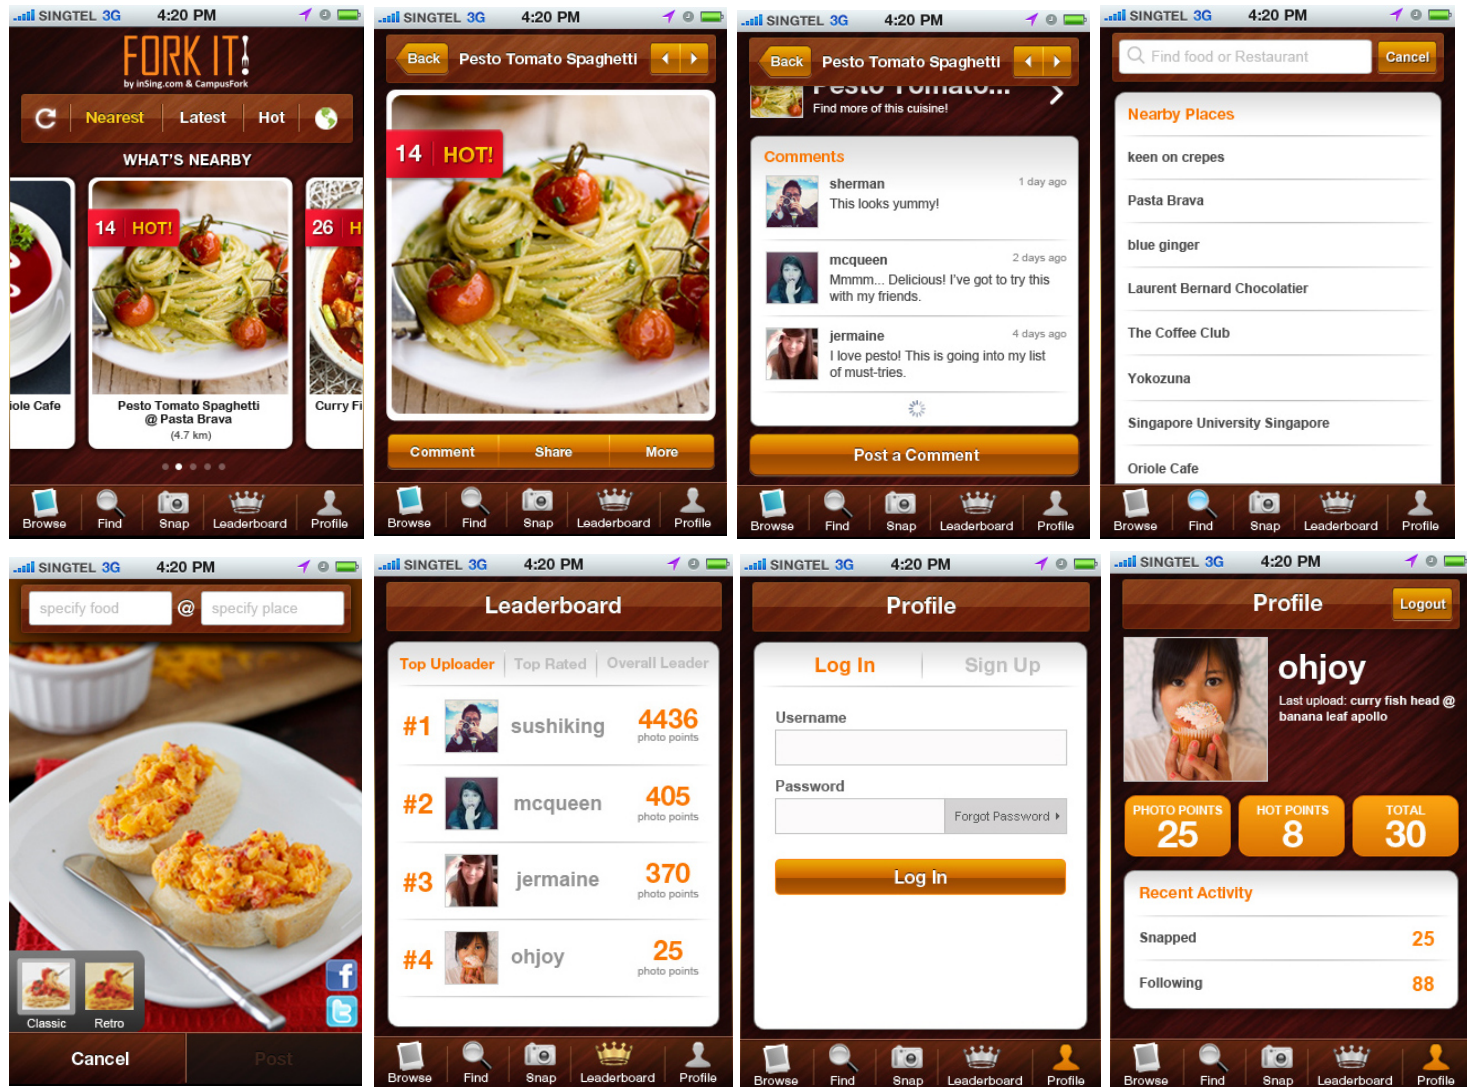 SINGTEL 3G 4:20 PM
FORK IT!
by inSing.com & CampusFork
Nearest Latest Hot
WHAT'S NEARBY
14 HOT!
26 H
iole Cafe
Pesto Tomato Spaghetti
@ Pasta Brava
(4.7 km)
Curry Fi
Browse Find Snap Leaderboard Profile
SINGTEL 3G 4:20 PM
Back Pesto Tomato Spaghetti
14 HOT!
Comment Share More
Browse Find Snap Leaderboard Profile
SINGTEL 3G 4:20 PM
Back Pesto Tomato Spaghetti
Pesto Tomato...
Find more of this cuisine!
Comments
sherman 1 day ago
This looks yummy!
mcqueen 2 days ago
Mmmm... Delicious! I've got to try this
with my friends.
jermaine 4 days ago
I love pesto! This is going into my list
of must-tries.
Post a Comment
Browse Find Snap Leaderboard Profile
SINGTEL 3G 4:20 PM
Find food or Restaurant Cancel
Nearby Places
keen on crepes
Pasta Brava
blue ginger
Laurent Bernard Chocolatier
The Coffee Club
Yokozuna
Singapore University Singapore
Oriole Cafe
Browse Find Snap Leaderboard Profile
SINGTEL 3G 4:20 PM
specify food @ specify place
Classic Retro
Cancel Post
SINGTEL 3G 4:20 PM
Leaderboard
Top Uploader Top Rated Overall Leader
#1 sushiking 4436
photo points
#2 mcqueen 405
photo points
#3 jermaine 370
photo points
#4 ohjoy 25
photo points
Browse Find Snap Leaderboard Profile
SINGTEL 3G 4:20 PM
Profile
Log In Sign Up
Username
Password
Forgot Password
Log In
Browse Find Snap Leaderboard Profile
SINGTEL 3G 4:20 PM
Profile Logout
ohjoy
Last upload: curry fish head @
banana leaf apollo
PHOTO POINTS HOT POINTS TOTAL
25 8 30
Recent Activity
Snapped 25
Following 88
Browse Find Snap Leaderboard Profile